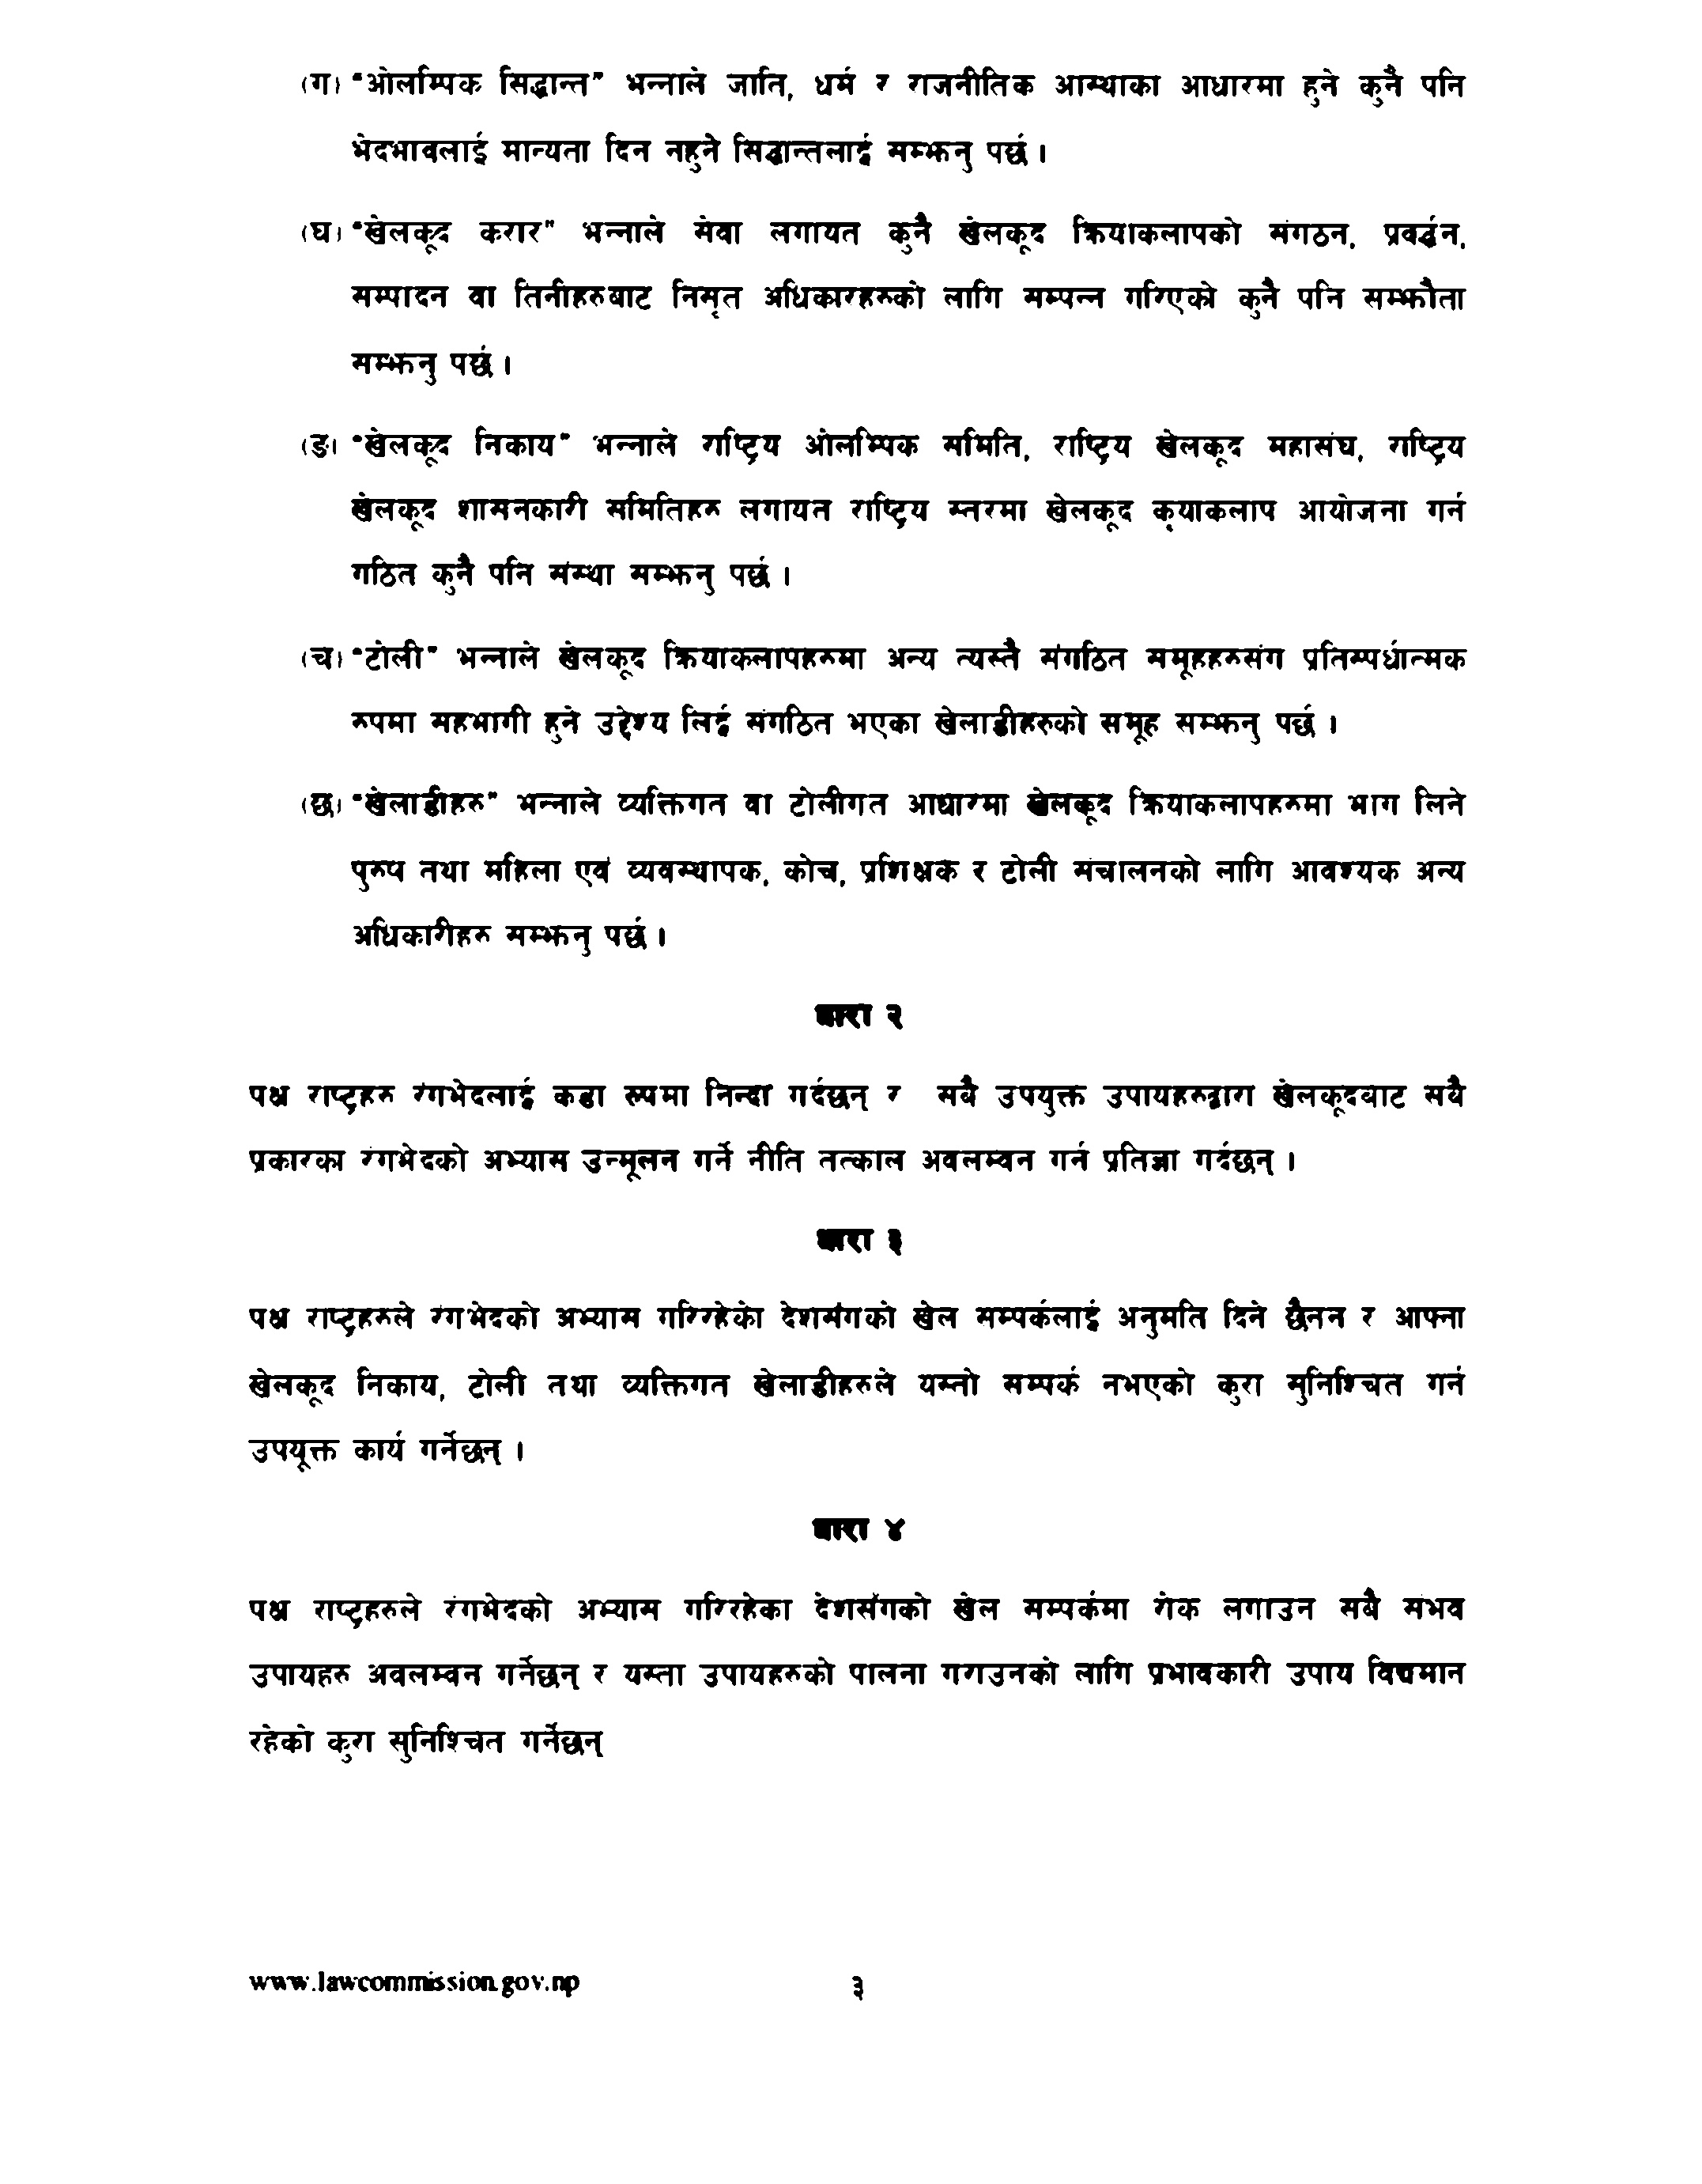 (ग) "ओलम्पिक सिद्धान्त" भन्नाले जाति, धर्म र राजनीतिक आस्थाका आधारमा हुने कुनै पनि
भेदभावलाई मान्यता दिन नहुने सिद्धान्तलाई सम्झनु पर्छ ।
(घ) "खेलकूद करार" भन्नाले सेवा लगायत कुनै खेलकूद क्रियाकलापको संगठन, प्रवर्द्धन,
सम्पादन वा तिनीहरुबाट निसृत अधिकारहरुको लागि सम्पन्न गरिएको कुनै पनि सम्झौता
सम्झनु पर्छ ।
(ङ) "खेलकूद निकाय" भन्नाले राष्ट्रिय ओलम्पिक समिति, राष्ट्रिय खेलकूद महासंघ, राष्ट्रिय
खेलकूद शासनकारी समितिहरु लगायत राष्ट्रिय स्तरमा खेलकूद क्याकलाप आयोजना गर्न
गठित कुनै पनि संस्था सम्झनु पर्छ ।
(च) "टोली" भन्नाले खेलकूद क्रियाकलापहरुमा अन्य त्यस्तै संगठित समूहहरुसंग प्रतिस्पर्धात्मक
रुपमा सहभागी हुने उद्देश्य लिई संगठित भएका खेलाडीहरुको समूह सम्झनु पर्छ ।
(छ) "खेलाडीहरु" भन्नाले व्यक्तिगत वा टोलीगत आधारमा खेलकूद क्रियाकलापहरुमा भाग लिने
पुरुष तथा महिला एवं व्यवस्थापक, कोच, प्रशिक्षक र टोली संचालनको लागि आवश्यक अन्य
अधिकारीहरु सम्झनु पर्छ ।
धारा २
पक्ष राष्ट्रहरु रंगभेदलाई कडा रुपमा निन्दा गर्दछन् र सबै उपयुक्त उपायहरुद्वारा खेलकूदबाट सबै
प्रकारका रंगभेदको अभ्यास उन्मूलन गर्ने नीति तत्काल अवलम्बन गर्न प्रतिज्ञा गर्दछन् ।
धारा ३
पक्ष राष्ट्रहरुले रंगभेदको अभ्यास गरिरहेको देशसंगको खेल सम्पर्कलाई अनुमति दिने छैनन र आफ्ना
खेलकूद निकाय, टोली तथा व्यक्तिगत खेलाडीहरुले यस्तो सम्पर्क नभएको कुरा सुनिश्चित गर्न
उपयूक्त कार्य गर्नेछन् ।
धारा ४
पक्ष राष्ट्रहरुले रंगभेदको अभ्यास गरिरहेका देशसंगको खेल सम्पर्कमा रोक लगाउन सबै संभव
उपायहरु अवलम्बन गर्नेछन् र यस्ता उपायहरुको पालना गराउनको लागि प्रभावकारी उपाय विद्यमान
रहेको कुरा सुनिश्चित गर्नेछन्
www.lawcommission.gov.np ३